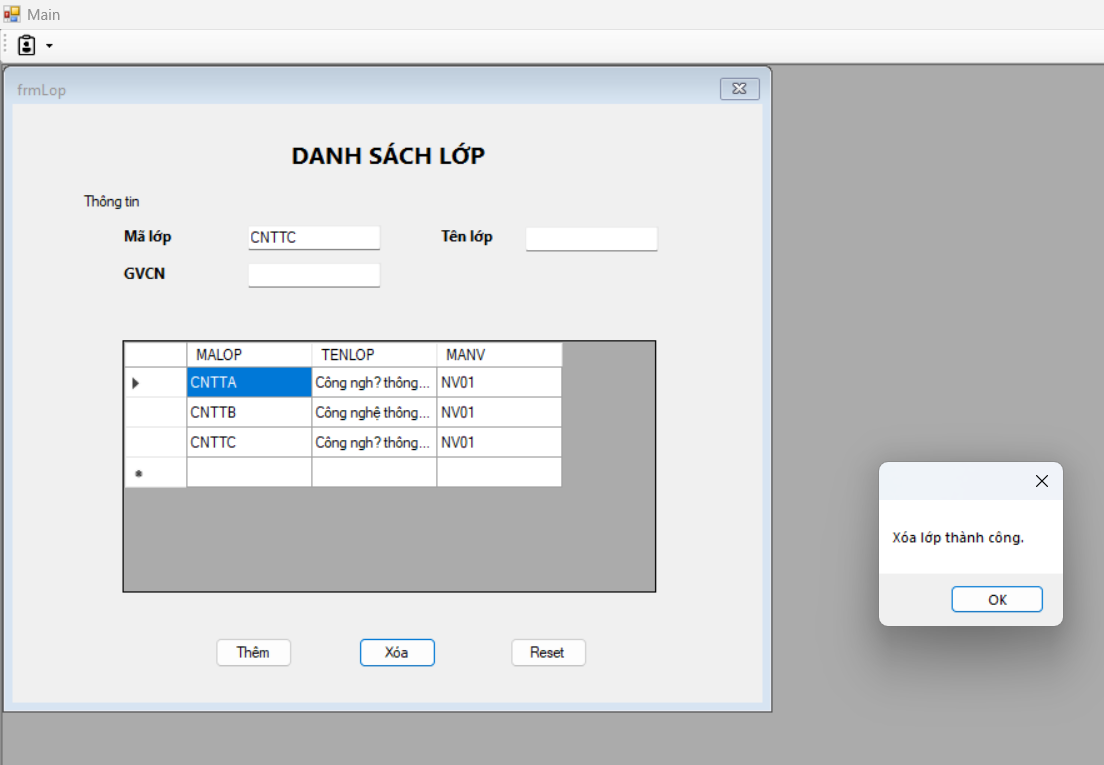 Main
frmLop
DANH SÁCH LỚP
Thông tin
Mã lớp CNTTC Tên lớp
GVCN
MALOP TENLOP MANV
CNTTA Công ngh? thông... NV01
CNTTB Công nghệ thông... NV01
CNTTC Công ngh? thông... NV01
Xóa lớp thành công.
OK
Thêm Xóa Reset